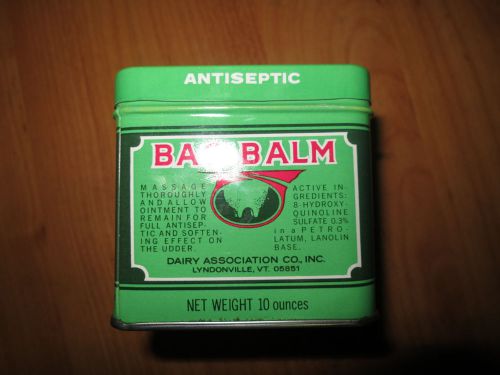 ANTISEPTIC
BAG BALM
MASSAGE
THOROUGHLY
AND ALLOW
OINTMENT TO
REMAIN FOR
FULL ANTISEP-
TIC AND SOFTEN-
ING EFFECT ON
THE UDDER.
ACTIVE IN-
GREDIENTS:
8-HYDROXY-
QUINOLINE
SULFATE 0.3%
in a PETRO-
LATUM, LANOLIN
BASE.
DAIRY ASSOCIATION CO., INC.
LYNDONVILLE, VT. 05851
NET WEIGHT 10 ounces